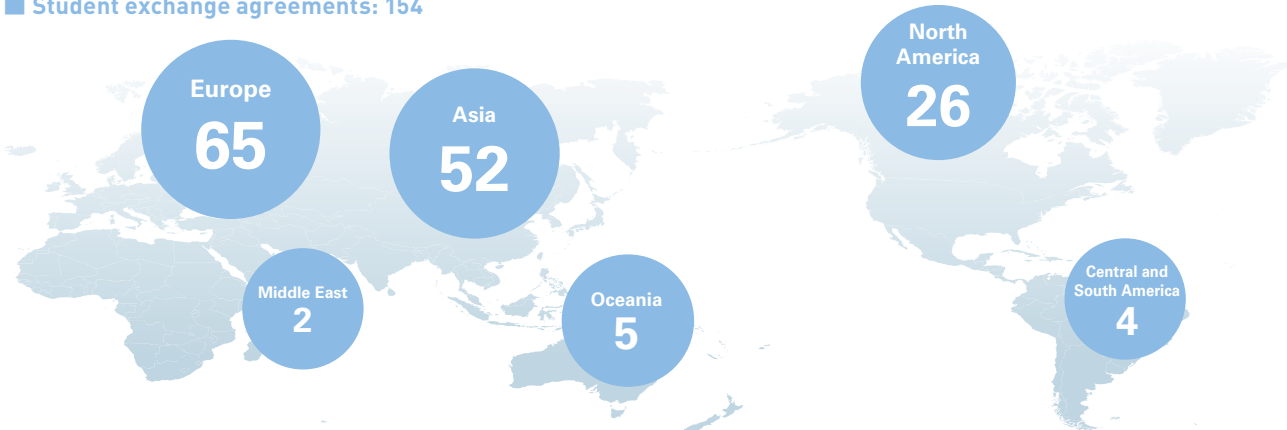 Student exchange agreements: 154
Europe
65
Asia
52
North
America
26
Middle East
2
Oceania
5
Central and
South America
4